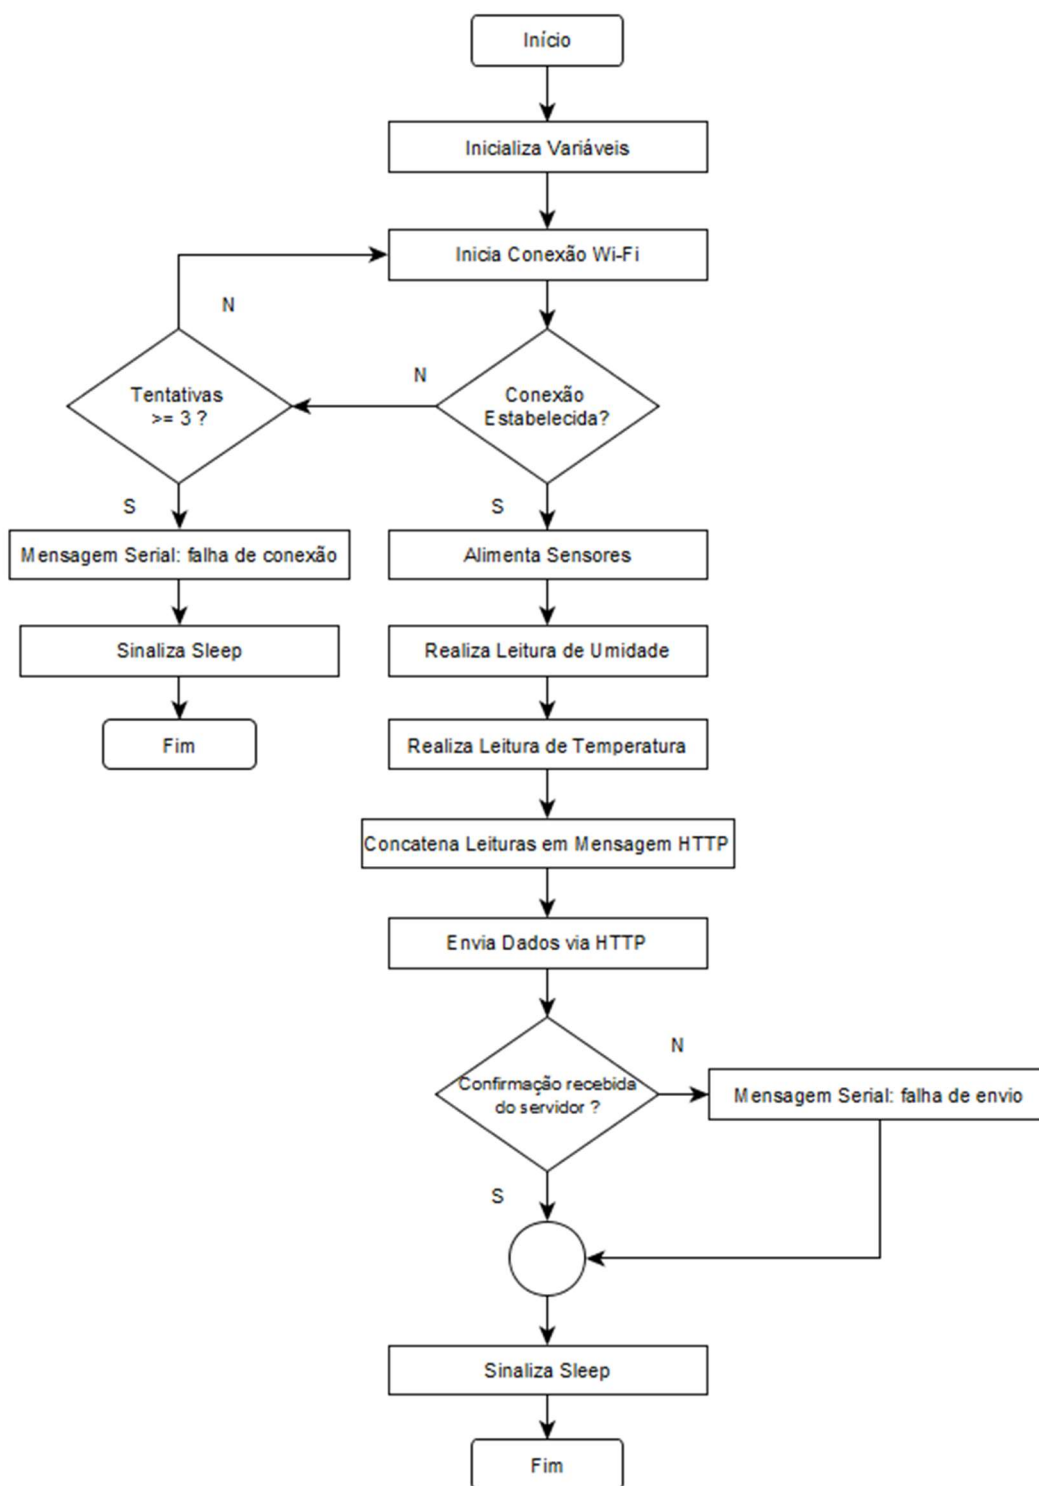 Início
Inicializa Variáveis
Inicia Conexão Wi-Fi
N
N
Tentativas
>= 3 ?
Conexão
Estabelecida?
S
S
Mensagem Serial: falha de conexão
Alimenta Sensores
Sinaliza Sleep
Realiza Leitura de Umidade
Fim
Realiza Leitura de Temperatura
Concatena Leituras em Mensagem HTTP
Envia Dados via HTTP
N
Confirmação recebida
do servidor ?
Mensagem Serial: falha de envio
S
Sinaliza Sleep
Fim